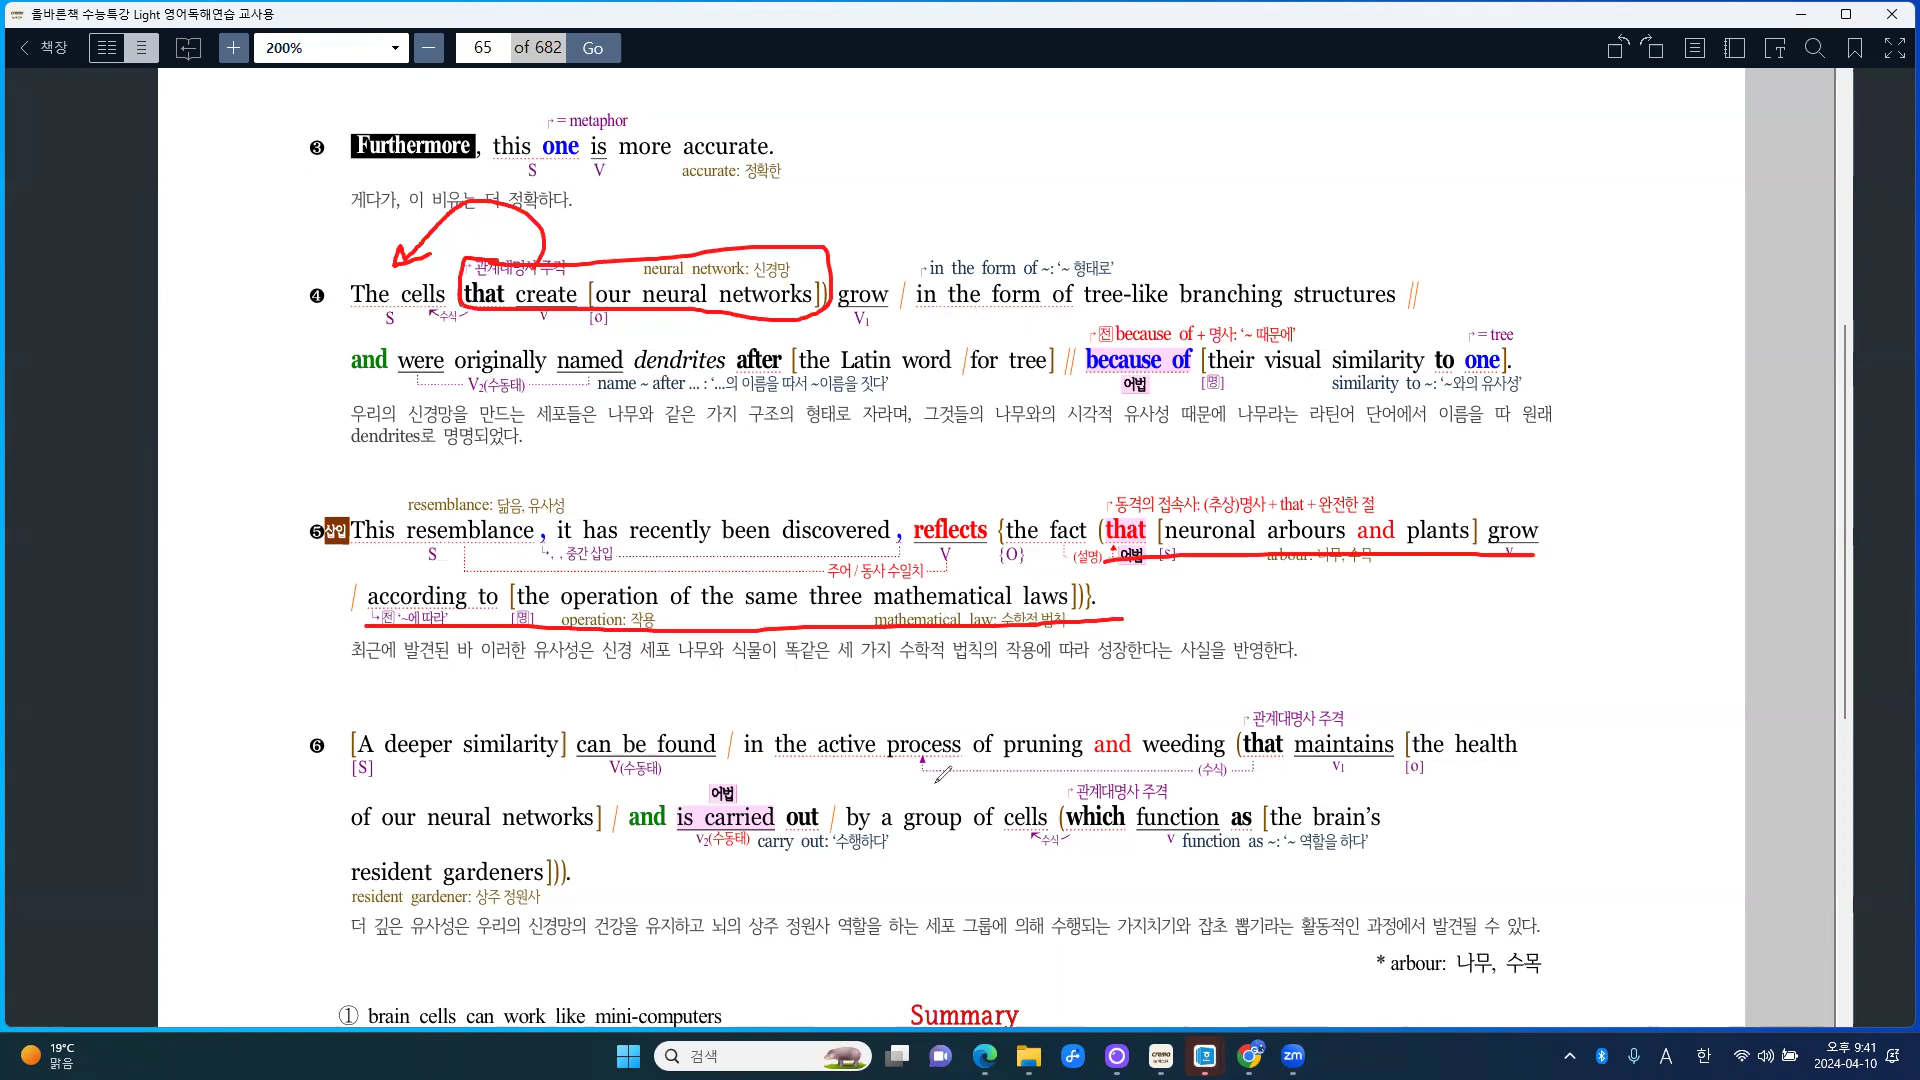 올바른책 수능특강 Light 영어독해연습 교사용
책장
200%
65 of 682 Go
= metaphor
❸ Furthermore, this one is more accurate.
S V accurate: 정확한
게다가, 이 비유는 더 정확하다.
관계대명사 주격 neural network: 신경망 in the form of ~: ‘~ 형태로’
❹ The cells (that create [our neural networks]) grow / in the form of tree-like branching structures //
S 수식 v [o] V₁
전 because of + 명사: ‘~ 때문에’ = tree
and were originally named dendrites after [the Latin word / for tree] // because of [their visual similarity to one].
V₂(수동태) name ~ after ... : ‘...의 이름을 따서 ~이름을 짓다’ 어법 [명] similarity to ~: ‘~와의 유사성’
우리의 신경망을 만드는 세포들은 나무와 같은 가지 구조의 형태로 자라며, 그것들의 나무와의 시각적 유사성 때문에 나무라는 라틴어 단어에서 이름을 따 원래
dendrites로 명명되었다.
resemblance: 닮음, 유사성 동격의 접속사: (추상)명사 + that + 완전한 절
❺ 삽입 This resemblance, it has recently been discovered, reflects {the fact (that [neuronal arbours and plants] grow
S , , 중간 삽입 V {O} (설명) 어법 [s] arbour: 나무, 수목 v
주어 / 동사 수일치
/ according to [the operation of the same three mathematical laws])}.
전 ‘~에 따라’ [명] operation: 작용 mathematical law: 수학적 법칙
최근에 발견된 바 이러한 유사성은 신경 세포 나무와 식물이 똑같은 세 가지 수학적 법칙의 작용에 따라 성장한다는 사실을 반영한다.
관계대명사 주격
❻ [A deeper similarity] can be found / in the active process of pruning and weeding (that maintains [the health
[S] V(수동태) (수식) v₁ [o]
어법 관계대명사 주격
of our neural networks] / and is carried out / by a group of cells (which function as [the brain’s
v₂(수동태) carry out: ‘수행하다’ 수식 v function as ~: ‘~ 역할을 하다’
resident gardeners])).
resident gardener: 상주 정원사
더 깊은 유사성은 우리의 신경망의 건강을 유지하고 뇌의 상주 정원사 역할을 하는 세포 그룹에 의해 수행되는 가지치기와 잡초 뽑기라는 활동적인 과정에서 발견될 수 있다.
* arbour: 나무, 수목
① brain cells can work like mini-computers
Summary
19°C
맑음
검색
crema
zm
A 한
오후 9:41
2024-04-10